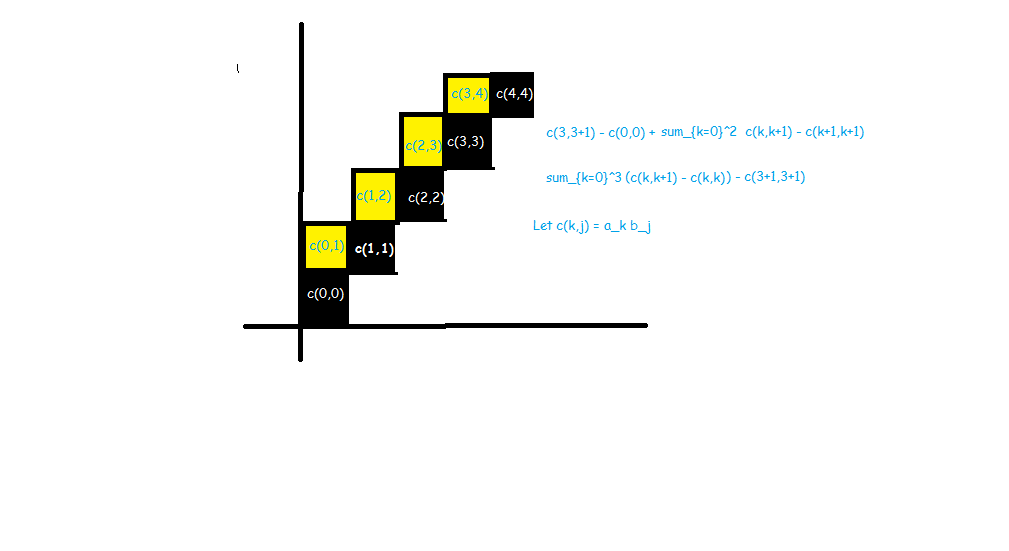 c(3,4) c(4,4)
c(3,3+1) - c(0,0) + sum_{k=0}^2 c(k,k+1) - c(k+1,k+1)
c(2,3) c(3,3)
sum_{k=0}^3 (c(k,k+1) - c(k,k)) - c(3+1,3+1)
c(1,2) c(2,2)
Let c(k,j) = a_k b_j
c(0,1) c(1,1)
c(0,0)